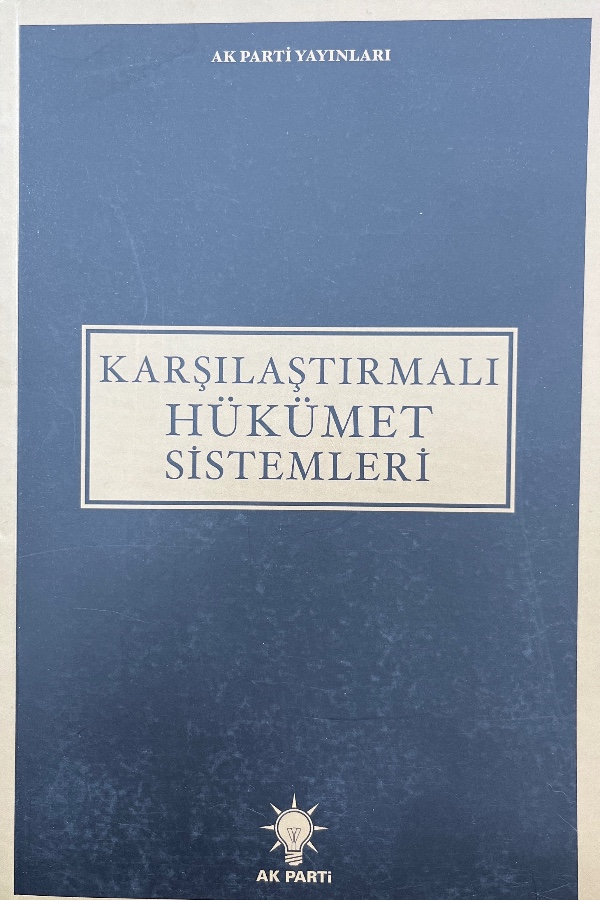 AK PARTİ YAYINLARI
KARŞILAŞTIRMALI
HÜKÜMET
SİSTEMLERİ
AK PARTi